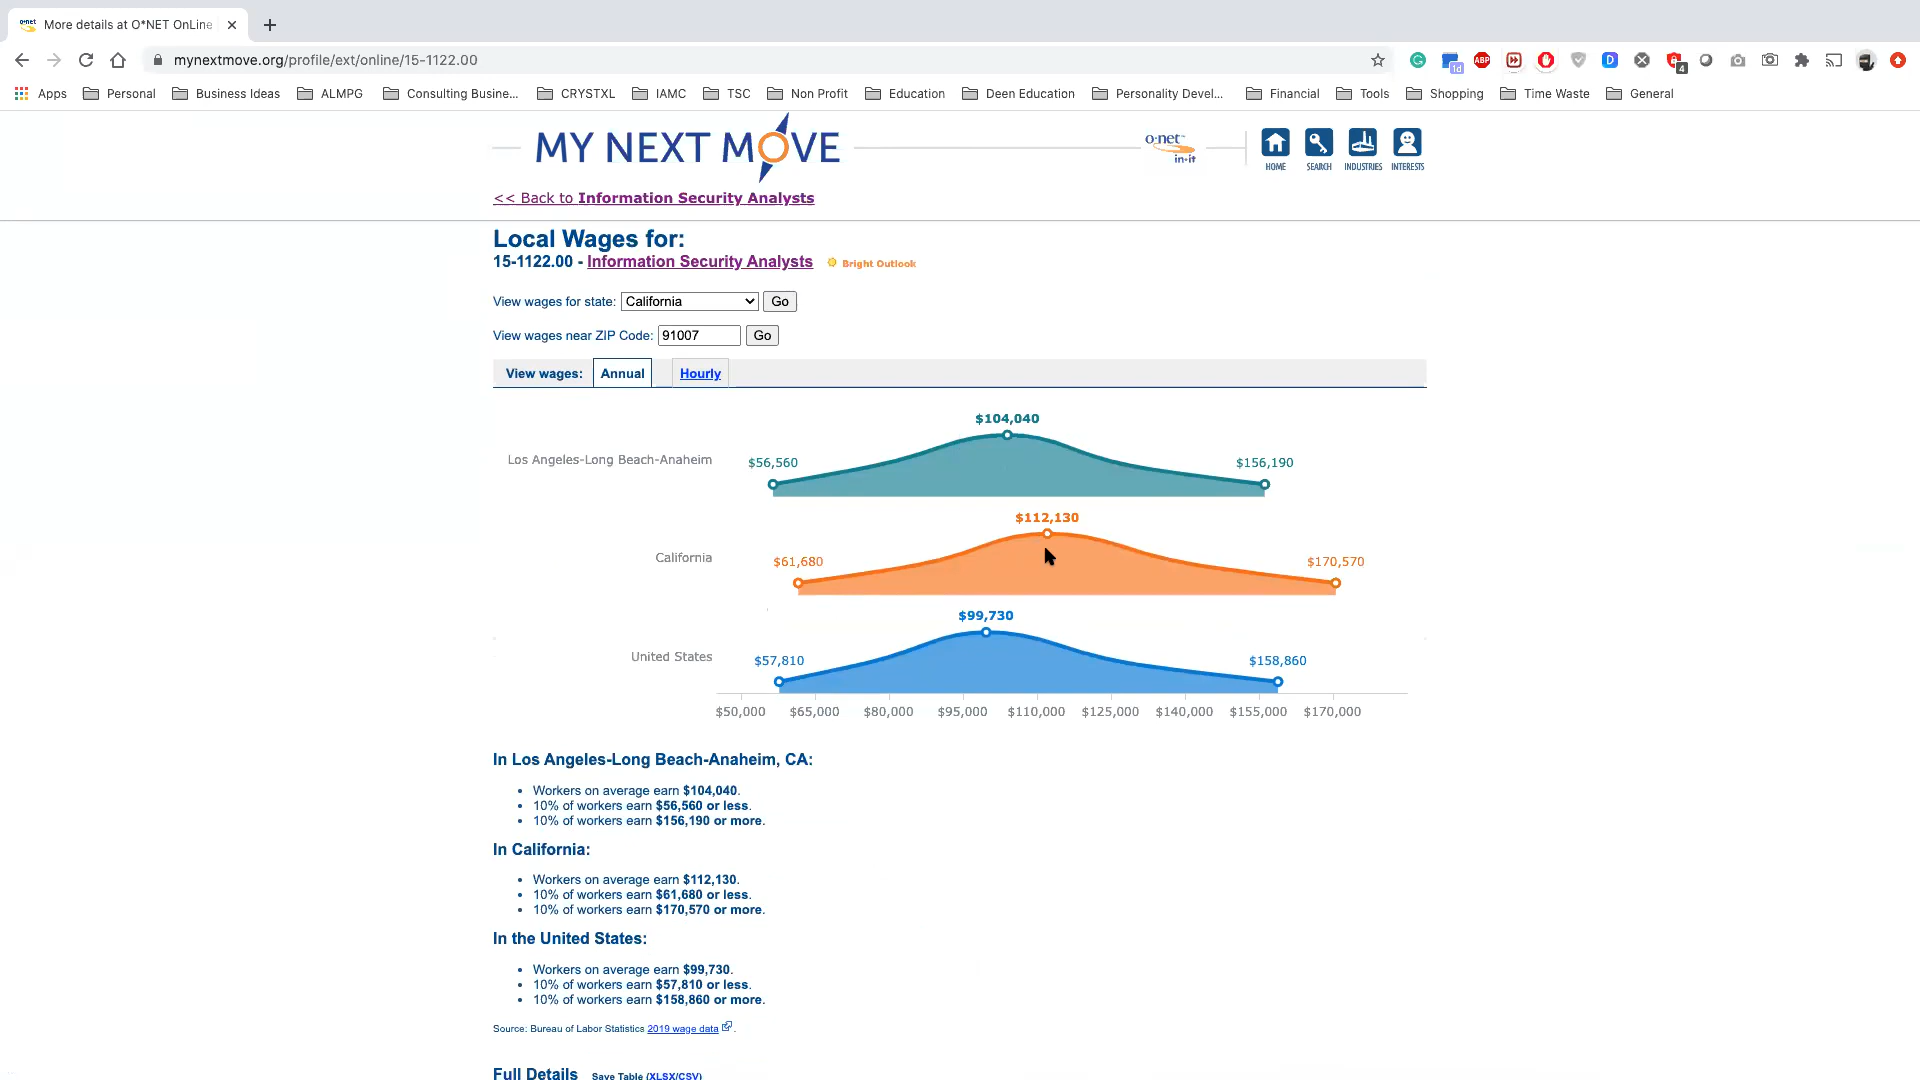 o·net More details at O*NET OnLine
mynextmove.org/profile/ext/online/15-1122.00
1d
ABP
D
4
Apps Personal Business Ideas ALMPG Consulting Busine... CRYSTXL IAMC TSC Non Profit Education Deen Education Personality Devel... Financial Tools Shopping Time Waste General
MY NEXT MOVE
o·net™ in·it
HOME SEARCH INDUSTRIES INTERESTS
<< Back to Information Security Analysts
Local Wages for:
15-1122.00 - Information Security Analysts Bright Outlook
View wages for state: California Go
View wages near ZIP Code: 91007 Go
View wages: Annual Hourly
$104,040
Los Angeles-Long Beach-Anaheim $56,560 $156,190
$112,130
California $61,680 $170,570
$99,730
United States $57,810 $158,860
$50,000 $65,000 $80,000 $95,000 $110,000 $125,000 $140,000 $155,000 $170,000
In Los Angeles-Long Beach-Anaheim, CA:
• Workers on average earn $104,040.
• 10% of workers earn $56,560 or less.
• 10% of workers earn $156,190 or more.
In California:
• Workers on average earn $112,130.
• 10% of workers earn $61,680 or less.
• 10% of workers earn $170,570 or more.
In the United States:
• Workers on average earn $99,730.
• 10% of workers earn $57,810 or less.
• 10% of workers earn $158,860 or more.
Source: Bureau of Labor Statistics 2019 wage data.
Full Details Save Table (XLSX/CSV)